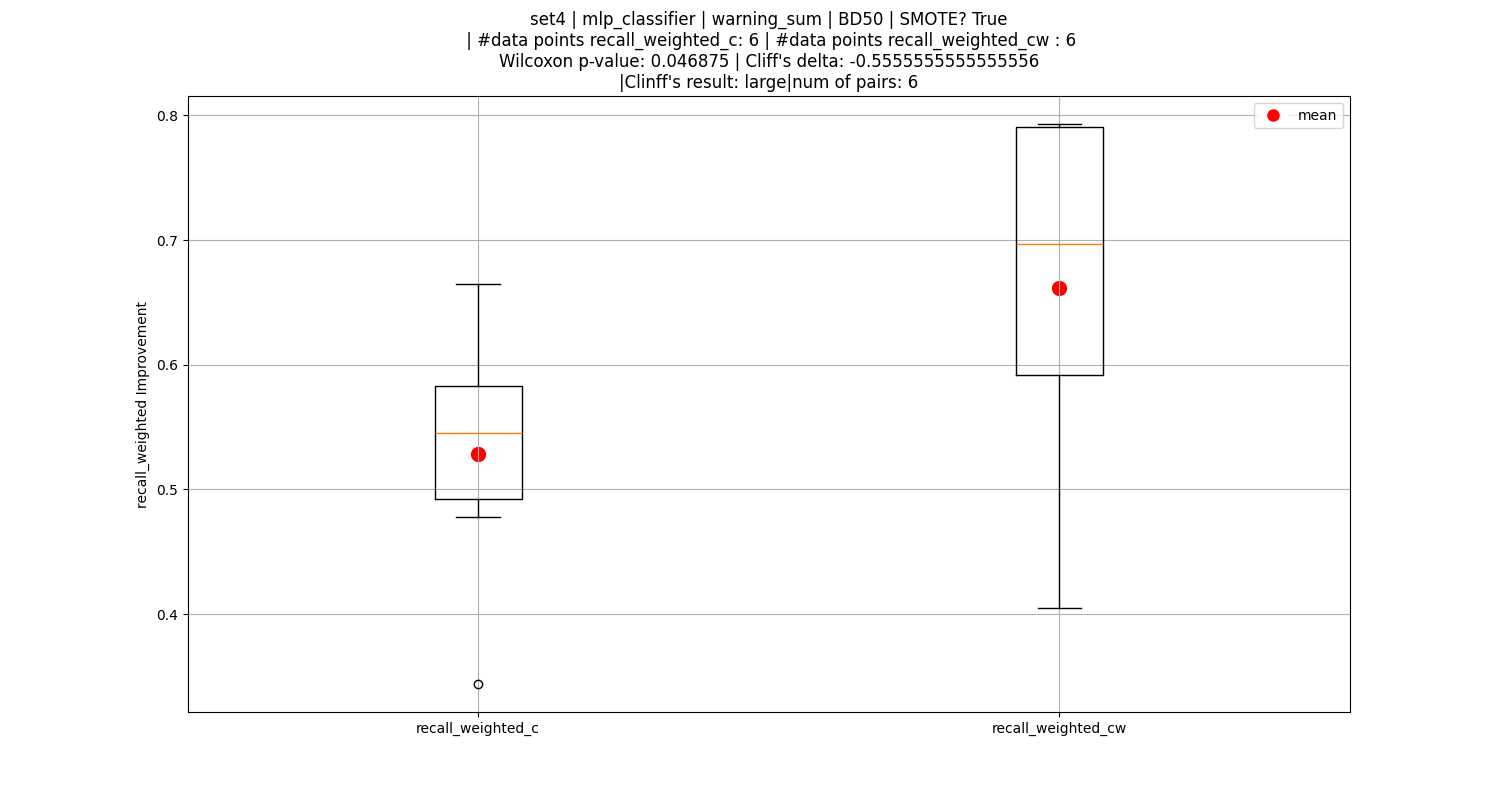 set4 | mlp_classifier | warning_sum | BD50 | SMOTE? True
| #data points recall_weighted_c: 6 | #data points recall_weighted_cw : 6
Wilcoxon p-value: 0.046875 | Cliff's delta: -0.5555555555555556
|Clinff's result: large|num of pairs: 6
mean
0.8
0.7
0.6
0.5
0.4
recall_weighted Improvement
recall_weighted_c
recall_weighted_cw